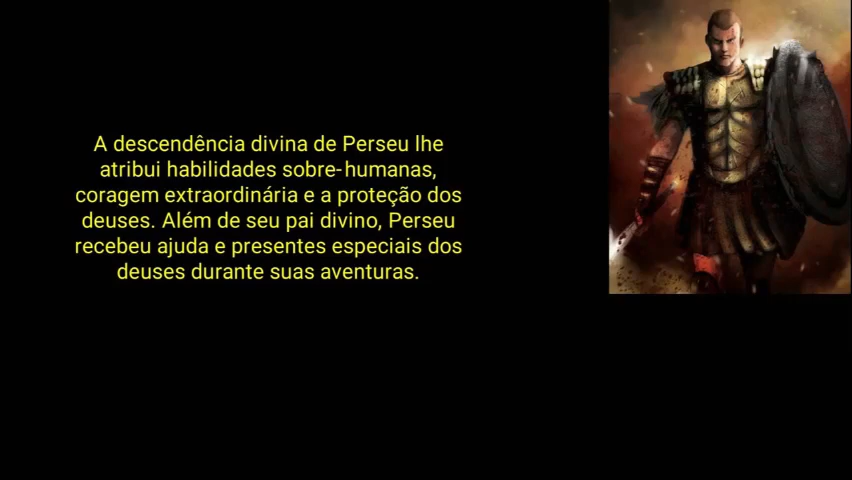 A descendência divina de Perseu lhe
atribui habilidades sobre-humanas,
coragem extraordinária e a proteção dos
deuses. Além de seu pai divino, Perseu
recebeu ajuda e presentes especiais dos
deuses durante suas aventuras.